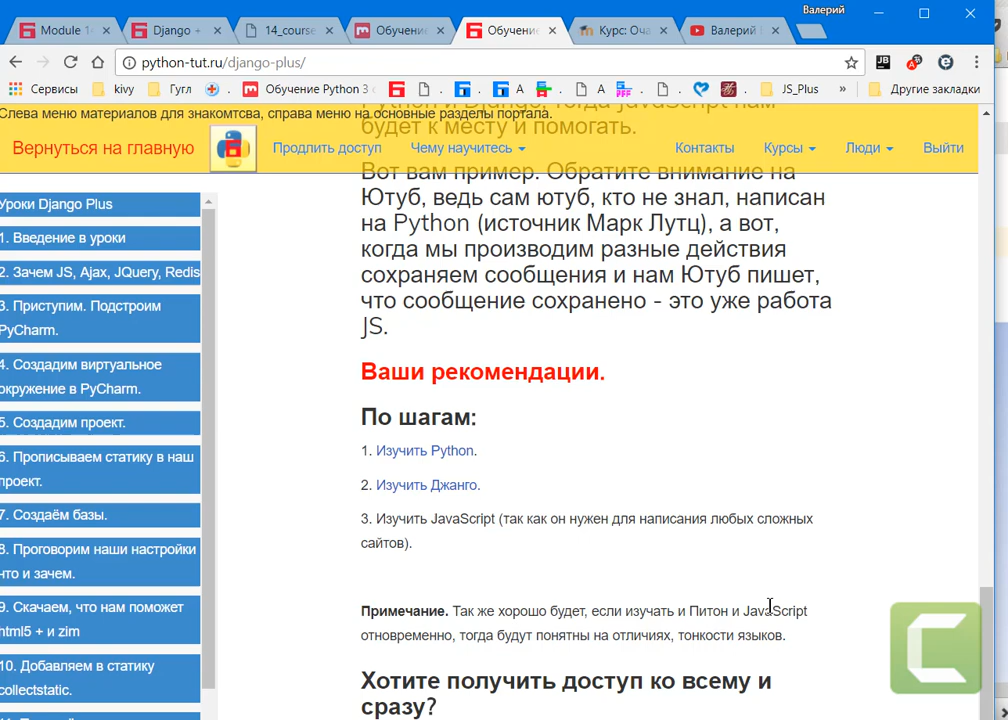 Валерий
Module 1
Django +
14_course
Обучение
Обучение
Курс: Оча
Валерий
python-tut.ru/django-plus/
Сервисы
kivy
Гугл
Обучение Python 3
A
A
JS_Plus
»
Другие закладки
Слева меню материалов для знакомтсва, справа меню на основные разделы портала.
Вернуться на главную
Продлить доступ
Чему научитесь
Контакты
Курсы
Люди
Выйти
Уроки Django Plus
1. Введение в уроки
2. Зачем JS, Ajax, JQuery, Redis
3. Приступим. Подстроим
PyCharm.
4. Создадим виртуальное
окружение в PyCharm.
5. Создадим проект.
6. Прописываем статику в наш
проект.
7. Создаём базы.
8. Проговорим наши настройки
что и зачем.
9. Скачаем, что нам поможет
html5 + и zim
10. Добавляем в статику
collectstatic.
Python и Django, тогда JavaScript нам
будет к месту и помогать.
Вот вам пример. Обратите внимание на
Ютуб, ведь сам ютуб, кто не знал, написан
на Python (источник Марк Лутц), а вот,
когда мы производим разные действия
сохраняем сообщения и нам Ютуб пишет,
что сообщение сохранено - это уже работа
JS.
Ваши рекомендации.
По шагам:
1. Изучить Python.
2. Изучить Джанго.
3. Изучить JavaScript (так как он нужен для написания любых сложных
сайтов).
Примечание. Так же хорошо будет, если изучать и Питон и JavaScript
отновременно, тогда будут понятны на отличиях, тонкости языков.
Хотите получить доступ ко всему и
сразу?